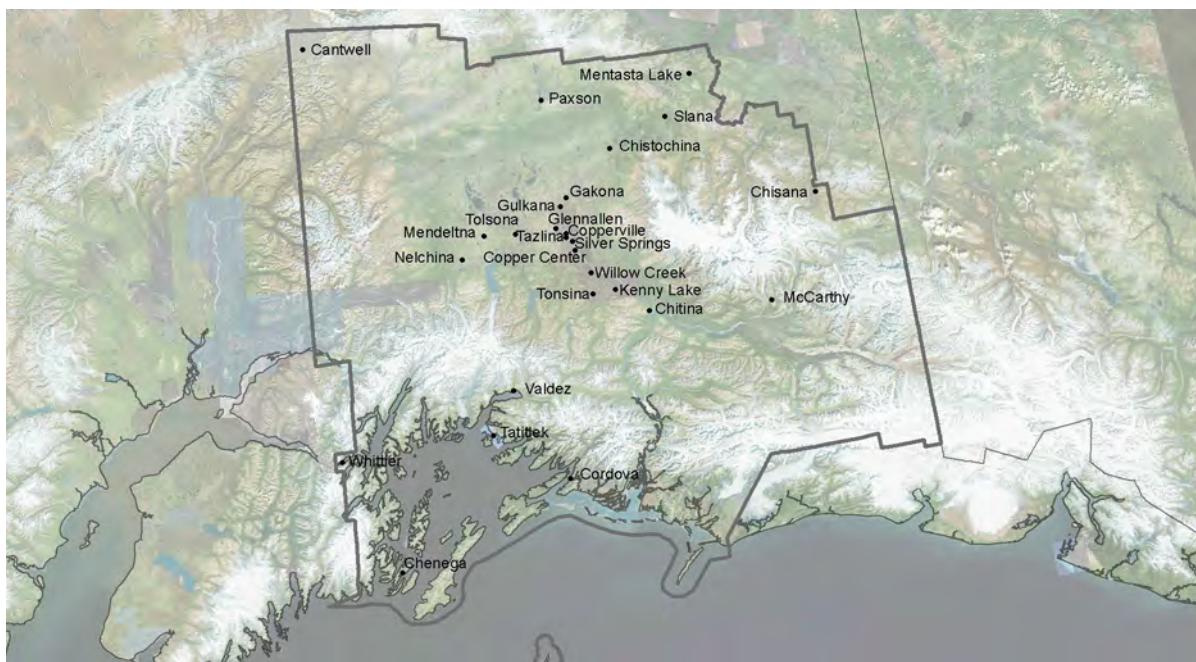 Cantwell
Mentasta Lake
Paxson
Slana
Chistochina
Chisana
Gakona
Gulkana
Tolsona
Glennallen
Mendeltna
Tazlina
Copperville
Silver Springs
Nelchina
Copper Center
Willow Creek
Tonsina
Kenny Lake
McCarthy
Chitina
Valdez
Tatitlek
Whittier
Cordova
Chenega